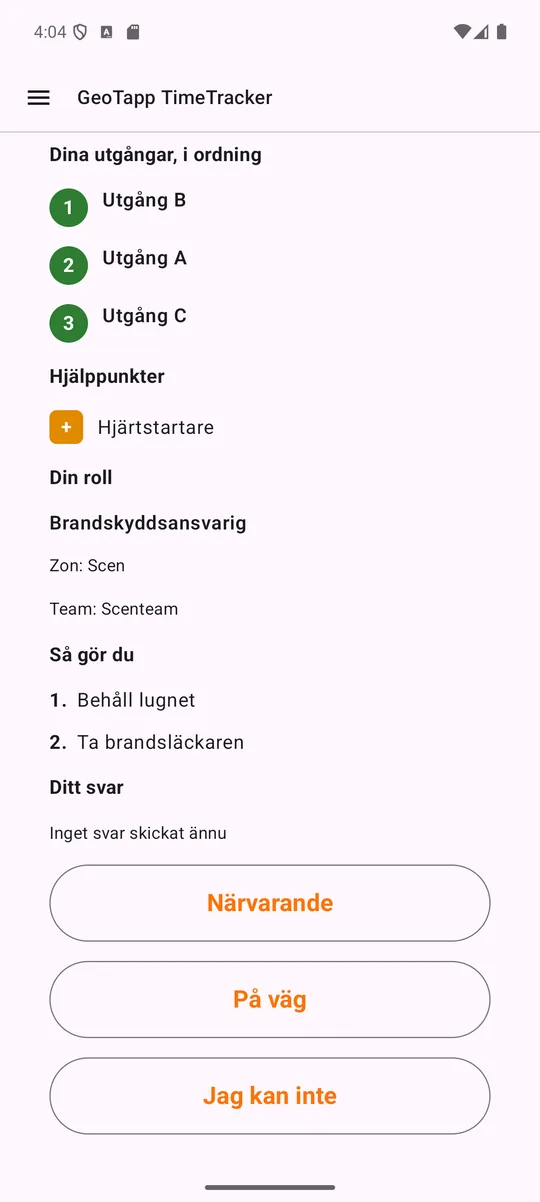 4:04
GeoTapp TimeTracker
Dina utgångar, i ordning
1 Utgång B
2 Utgång A
3 Utgång C
Hjälppunkter
+ Hjärtstartare
Din roll
Brandskyddsansvarig
Zon: Scen
Team: Scenteam
Så gör du
1. Behåll lugnet
2. Ta brandsläckaren
Ditt svar
Inget svar skickat ännu
Närvarande
På väg
Jag kan inte